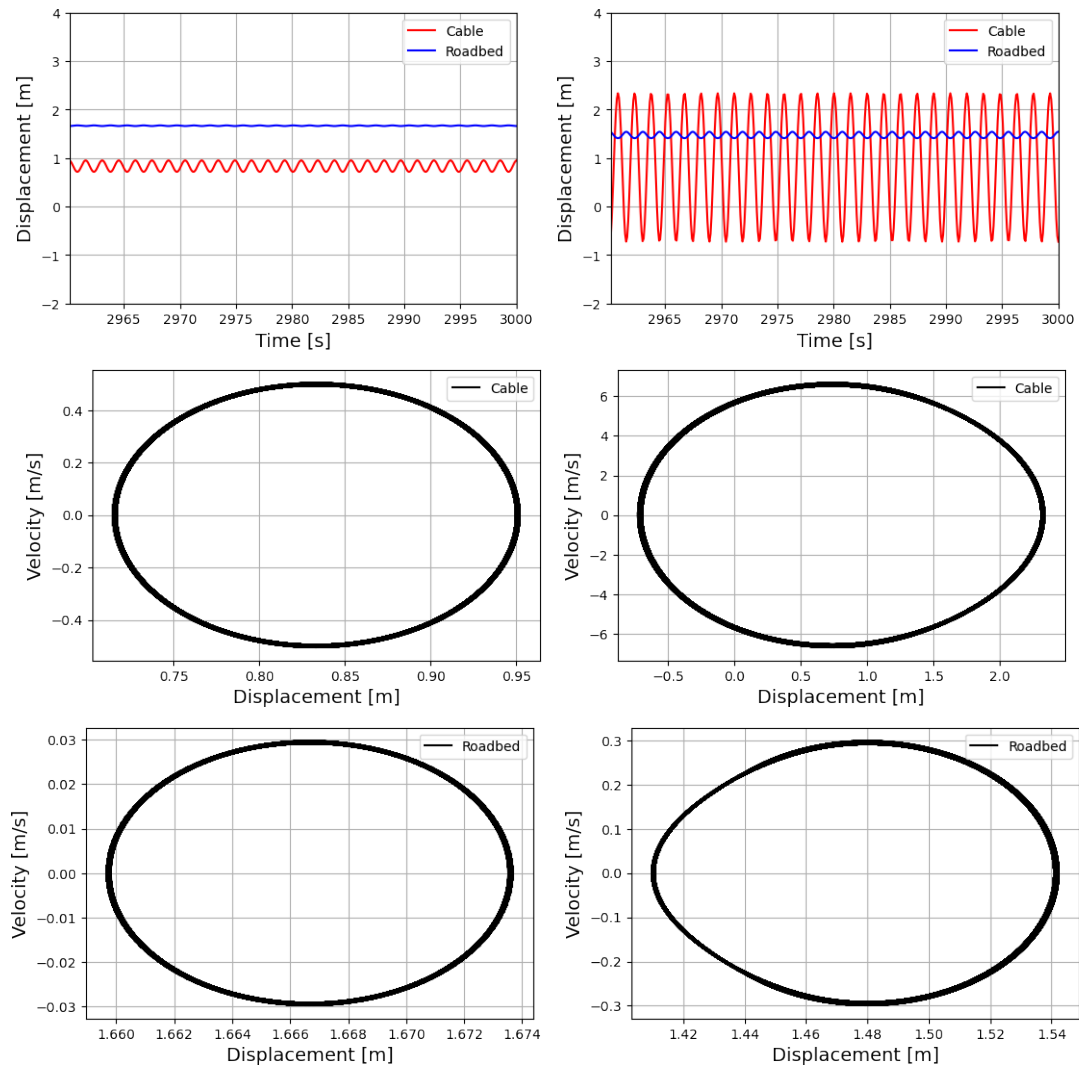 4
3
2
1
0
−1
−2
Displacement [m]
Cable
Roadbed
2965 2970 2975 2980 2985 2990 2995 3000
Time [s]
4
3
2
1
0
−1
−2
Displacement [m]
Cable
Roadbed
2965 2970 2975 2980 2985 2990 2995 3000
Time [s]
0.4
0.2
0.0
−0.2
−0.4
Velocity [m/s]
Cable
0.75 0.80 0.85 0.90 0.95
Displacement [m]
6
4
2
0
−2
−4
−6
Velocity [m/s]
Cable
−0.5 0.0 0.5 1.0 1.5 2.0
Displacement [m]
0.03
0.02
0.01
0.00
−0.01
−0.02
−0.03
Velocity [m/s]
Roadbed
1.660 1.662 1.664 1.666 1.668 1.670 1.672 1.674
Displacement [m]
0.3
0.2
0.1
0.0
−0.1
−0.2
−0.3
Velocity [m/s]
Roadbed
1.42 1.44 1.46 1.48 1.50 1.52 1.54
Displacement [m]